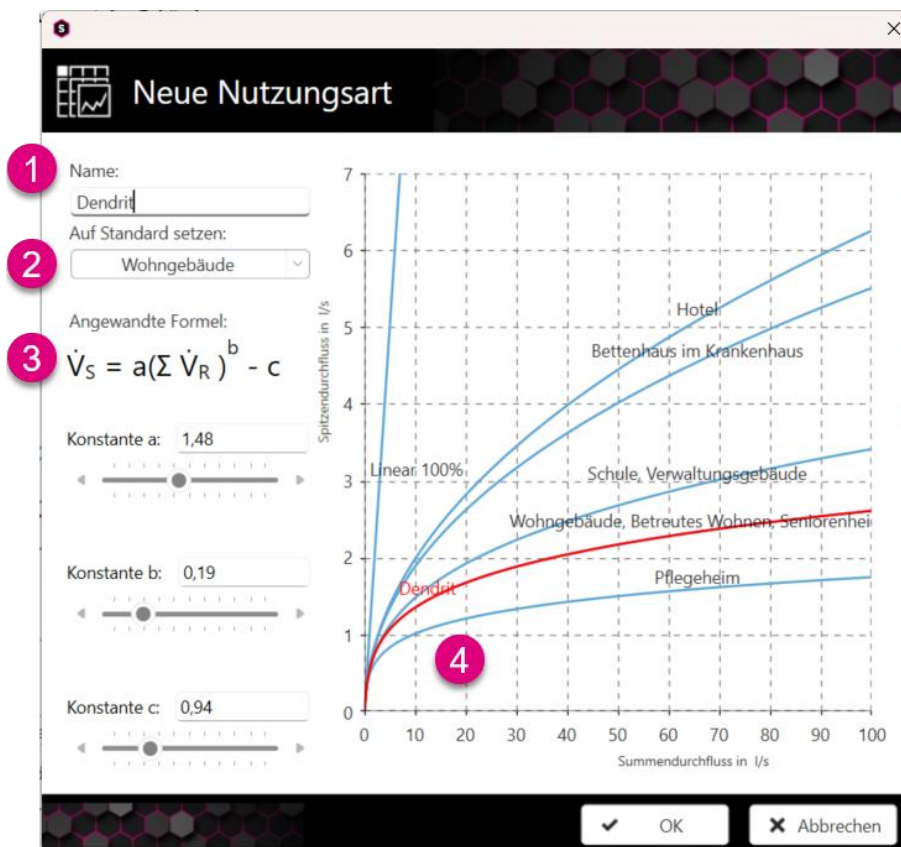 S
Neue Nutzungsart
1
Name:
Dendrit
Auf Standard setzen:
2
Wohngebäude
Angewandte Formel:
3
V̇S = a(Σ V̇R )^b - c
Konstante a: 1,48
Konstante b: 0,19
Konstante c: 0,94
Spitzendurchfluss in l/s
7
6
5
4
3
2
1
0
Hotel
Bettenhaus im Krankenhaus
Linear 100%
Schule, Verwaltungsgebäude
Wohngebäude, Betreutes Wohnen, Seniorenhei
Dendrit
Pflegeheim
4
0 10 20 30 40 50 60 70 80 90 100
Summendurchfluss in l/s
OK
Abbrechen